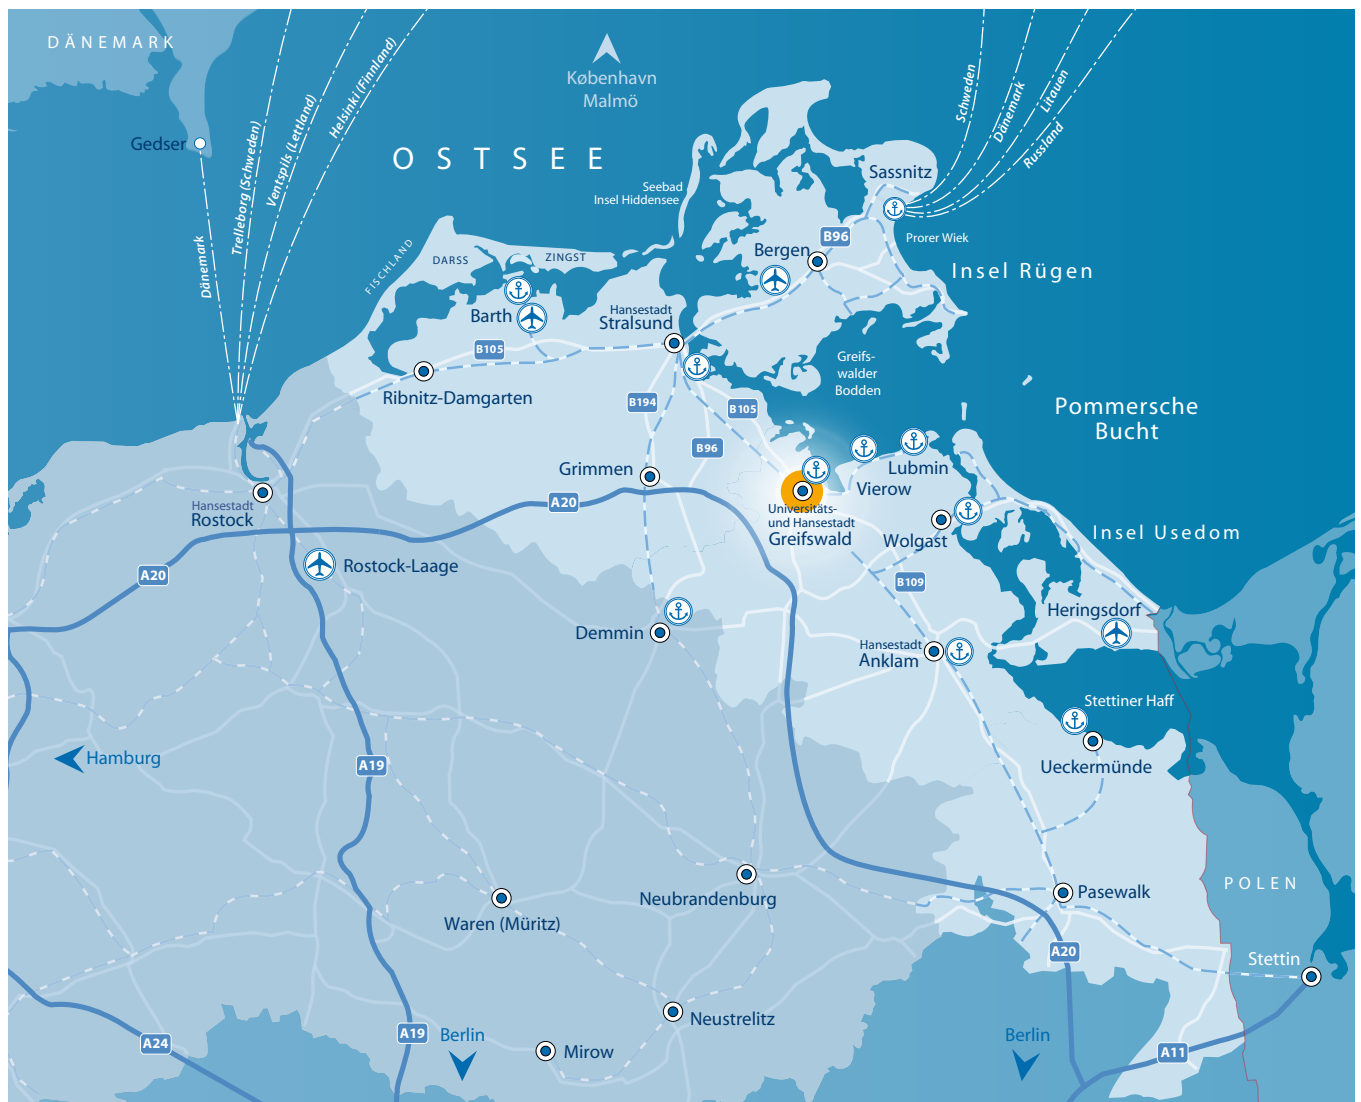 DÄNEMARK
København
Malmö
Gedser
OSTSEE
Dänemark
Trelleborg (Schweden)
Ventspils (Lettland)
Helsinki (Finnland)
Schweden
Dänemark
Litauen
Russland
Sassnitz
Seebad
Insel Hiddensee
B96
Prorer Wiek
Bergen
Insel Rügen
FISCHLAND
DARSS
ZINGST
Barth
Hansestadt
Stralsund
B105
Greifs-
walder
Bodden
Ribnitz-Damgarten
B194
B105
Pommersche
Bucht
B96
Grimmen
Lubmin
Vierow
A20
Hansestadt
Rostock
Universitäts-
und Hansestadt
Greifswald
Wolgast
Insel Usedom
Rostock-Laage
A20
B109
Heringsdorf
Demmin
Hansestadt
Anklam
Stettiner Haff
Hamburg
A19
Ueckermünde
Neubrandenburg
Pasewalk
POLEN
Waren (Müritz)
A20
Stettin
Neustrelitz
A19
Berlin
Berlin
A24
Mirow
A11